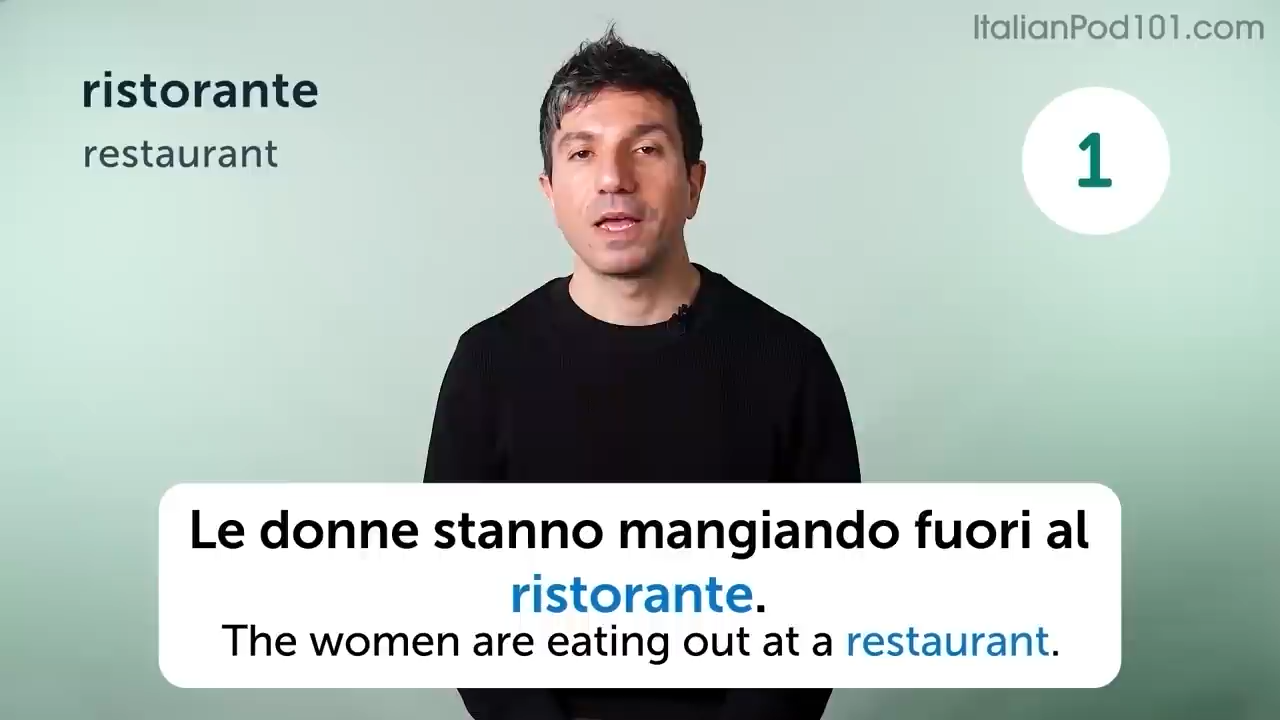 ItalianPod101.com
ristorante
restaurant
1
Le donne stanno mangiando fuori al
ristorante.
The women are eating out at a restaurant.